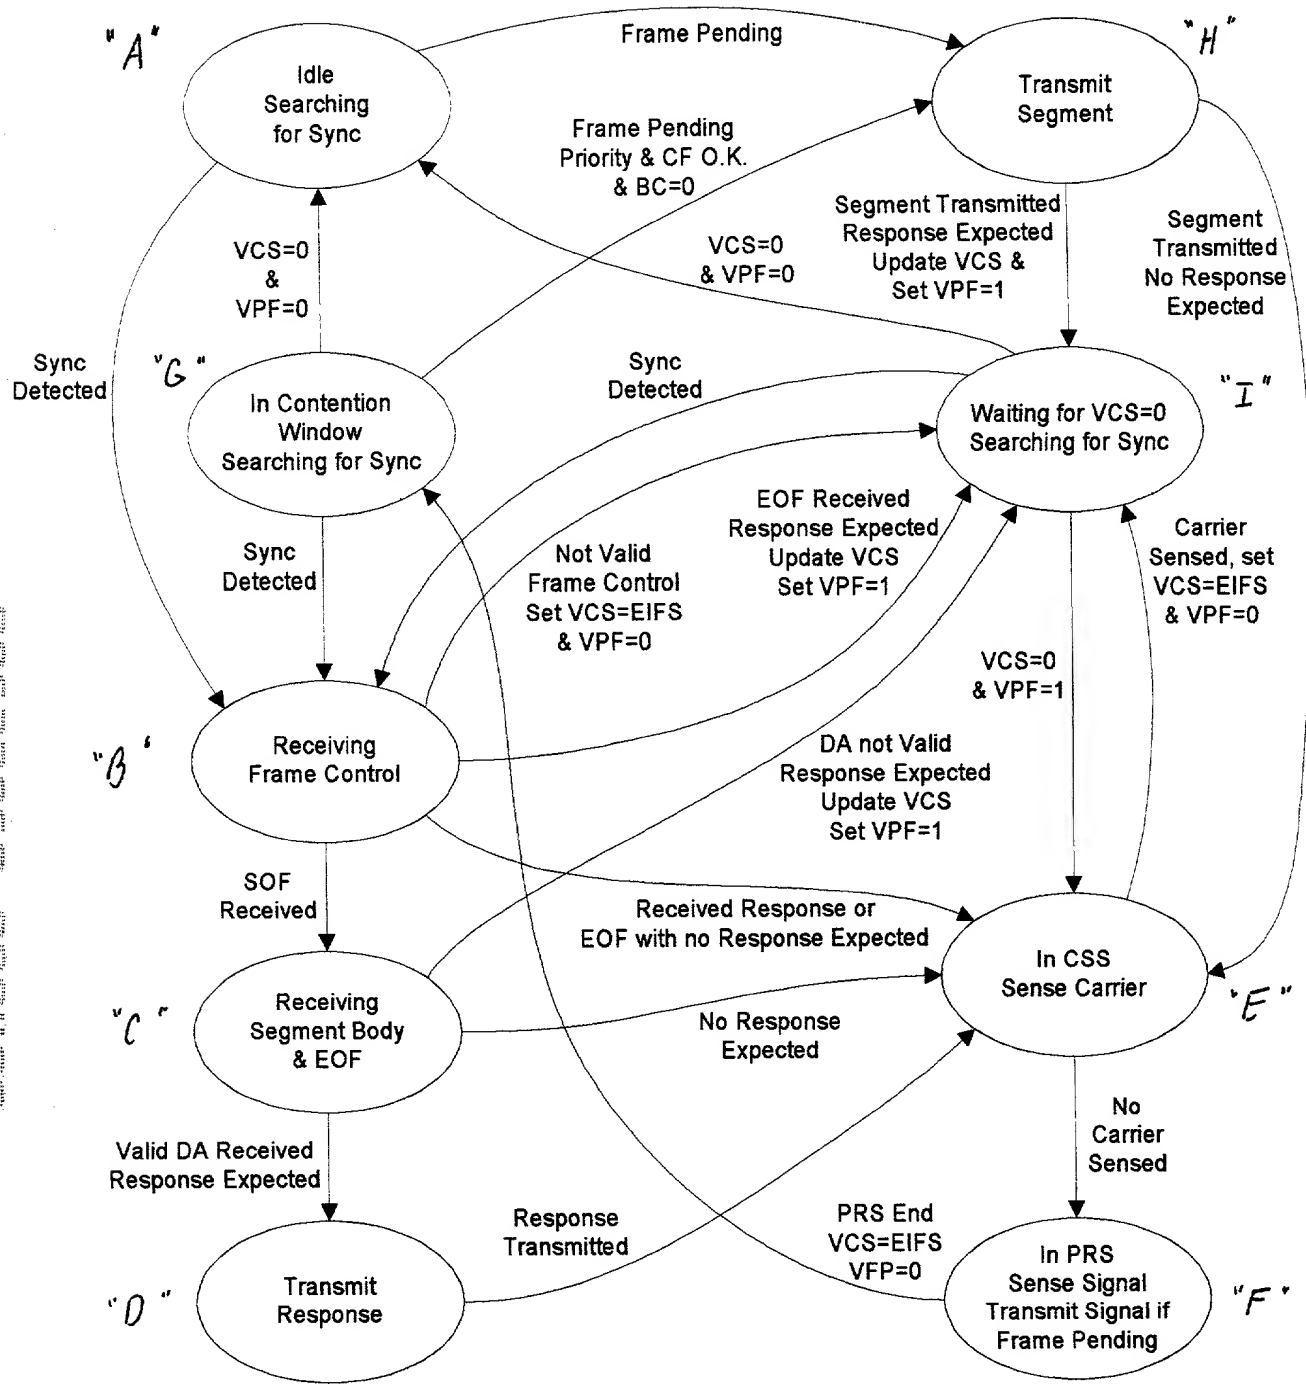 "A"
Idle
Searching
for Sync
Frame Pending
"H"
Transmit
Segment
Frame Pending
Priority & CF O.K.
& BC=0
VCS=0
&
VPF=0
VCS=0
& VPF=0
Segment Transmitted
Response Expected
Update VCS &
Set VPF=1
Segment
Transmitted
No Response
Expected
Sync
Detected
"G"
In Contention
Window
Searching for Sync
Sync
Detected
Waiting for VCS=0
Searching for Sync
"I"
Sync
Detected
Not Valid
Frame Control
Set VCS=EIFS
& VPF=0
EOF Received
Response Expected
Update VCS
Set VPF=1
Carrier
Sensed, set
VCS=EIFS
& VPF=0
VCS=0
& VPF=1
"B"
Receiving
Frame Control
DA not Valid
Response Expected
Update VCS
Set VPF=1
SOF
Received
Received Response or
EOF with no Response Expected
In CSS
Sense Carrier
"E"
"C"
Receiving
Segment Body
& EOF
No Response
Expected
No
Carrier
Sensed
Valid DA Received
Response Expected
Response
Transmitted
PRS End
VCS=EIFS
VFP=0
"D"
Transmit
Response
In PRS
Sense Signal
Transmit Signal if
Frame Pending
"F"